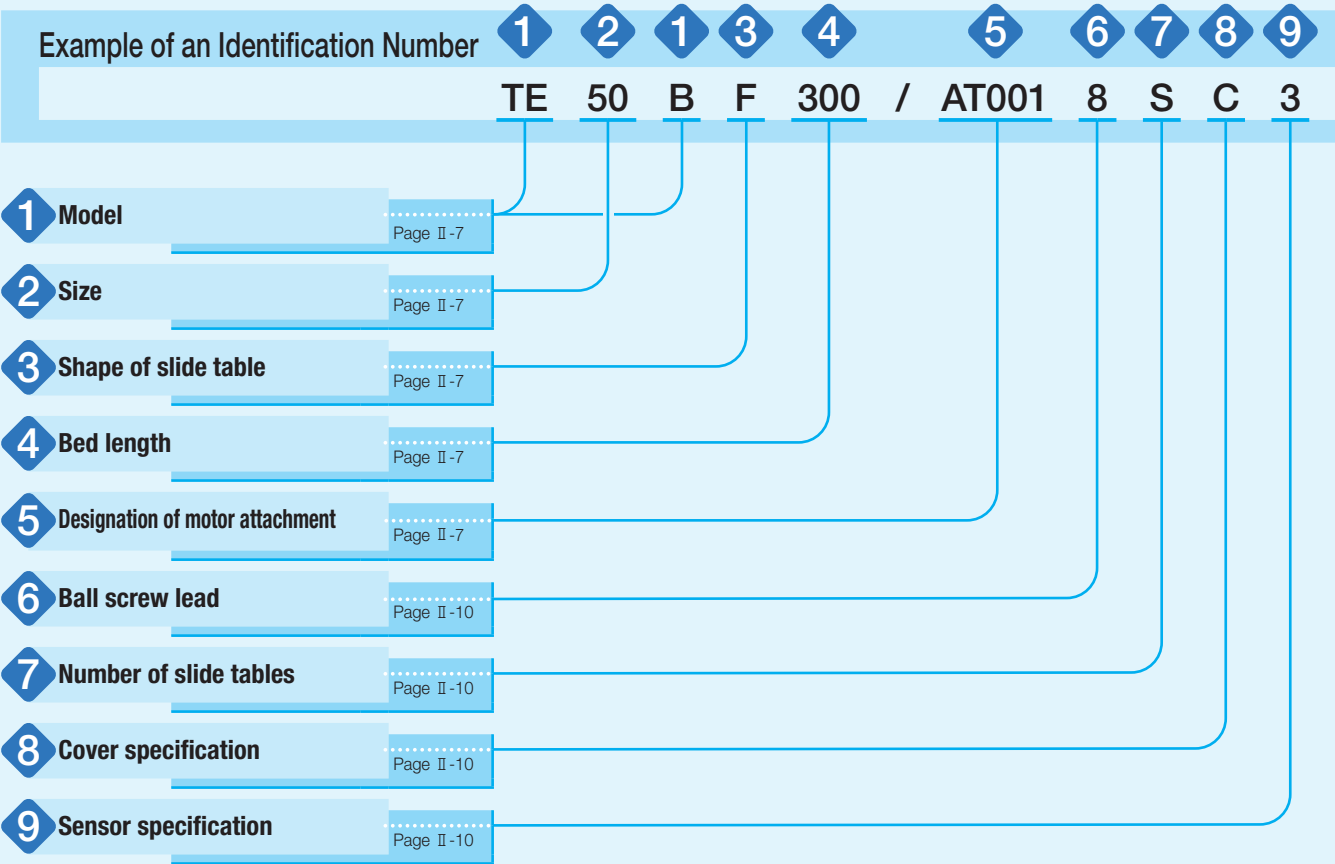 1 2 1 3 4 5 6 7 8 9
Example of an Identification Number
TE 50 B F 300 / AT001 8 S C 3
1 Model
Page Ⅱ-7
2 Size
Page Ⅱ-7
3 Shape of slide table
Page Ⅱ-7
4 Bed length
Page Ⅱ-7
5 Designation of motor attachment
Page Ⅱ-7
6 Ball screw lead
Page Ⅱ-10
7 Number of slide tables
Page Ⅱ-10
8 Cover specification
Page Ⅱ-10
9 Sensor specification
Page Ⅱ-10